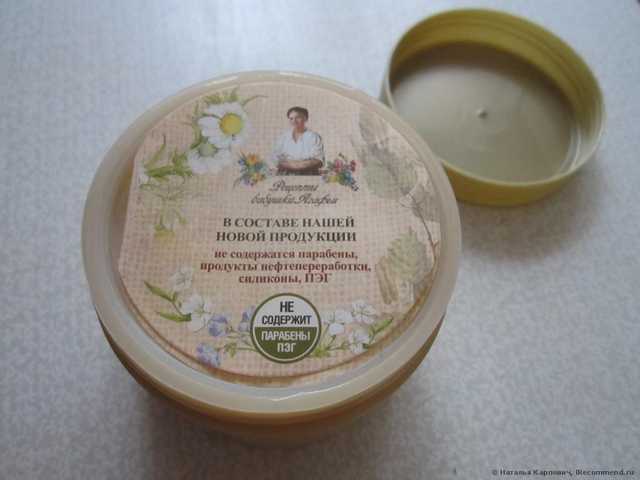 Рецепты
бабушки Агафьи
В СОСТАВЕ НАШЕЙ
НОВОЙ ПРОДУКЦИИ
не содержатся парабены,
продукты нефтепереработки,
силиконы, ПЭГ
НЕ
СОДЕРЖИТ
ПАРАБЕНЫ
ПЭГ
© Наталья Карпович, IRecommend.ru